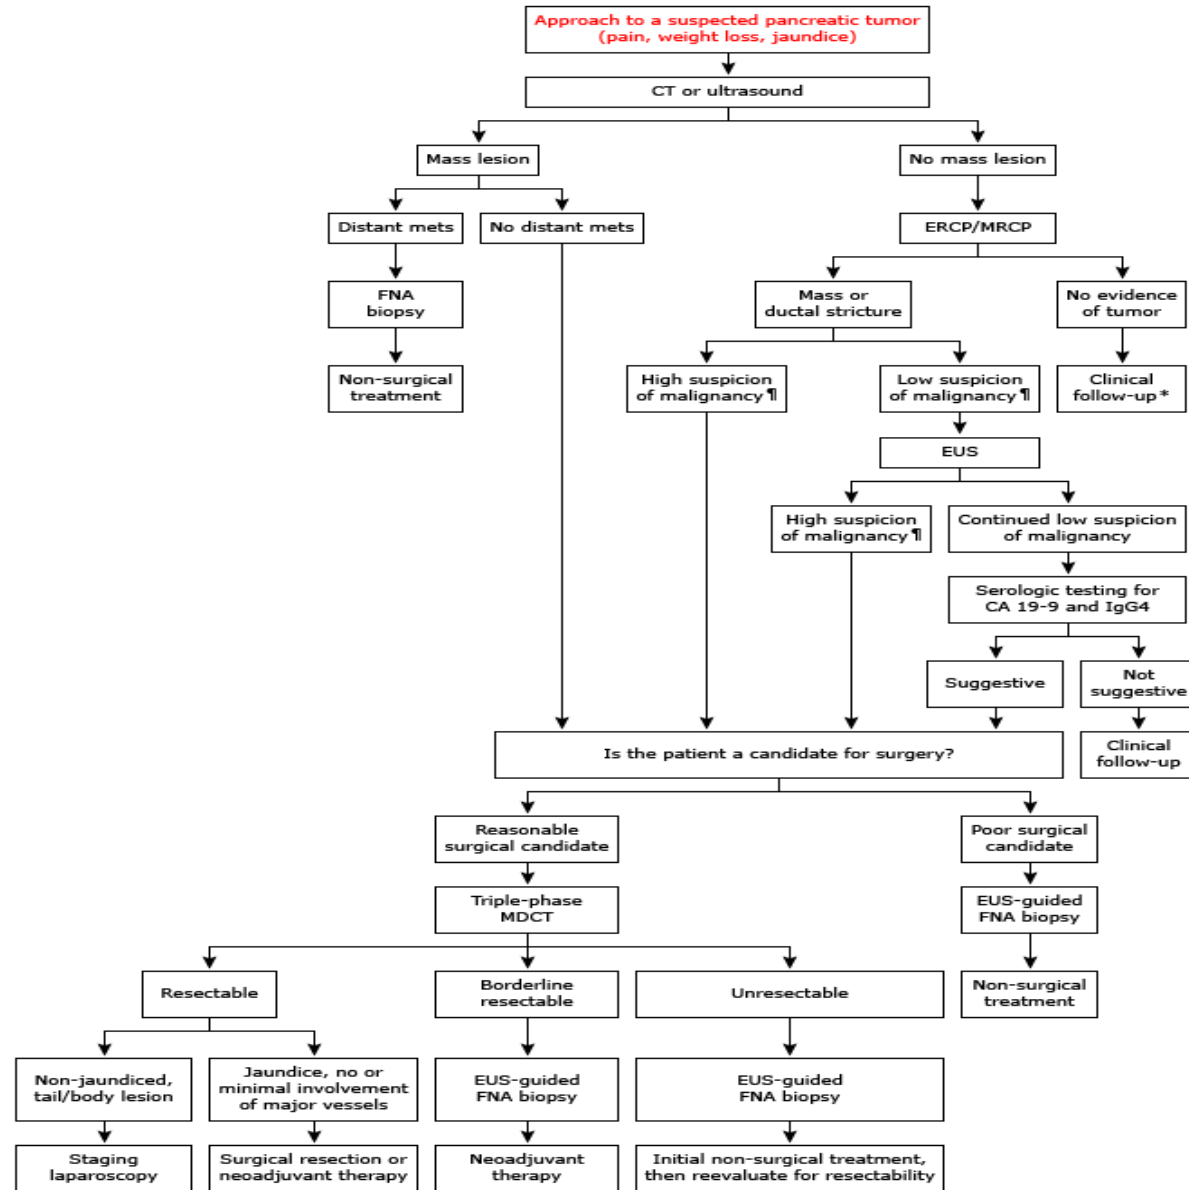 Approach to a suspected pancreatic tumor
(pain, weight loss, jaundice)
CT or ultrasound
Mass lesion
No mass lesion
Distant mets
No distant mets
ERCP/MRCP
FNA
biopsy
Mass or
ductal stricture
No evidence
of tumor
Non-surgical
treatment
High suspicion
of malignancy¶
Low suspicion
of malignancy¶
Clinical
follow-up*
EUS
High suspicion
of malignancy¶
Continued low suspicion
of malignancy
Serologic testing for
CA 19-9 and IgG4
Suggestive
Not
suggestive
Is the patient a candidate for surgery?
Clinical
follow-up
Reasonable
surgical candidate
Poor surgical
candidate
Triple-phase
MDCT
EUS-guided
FNA biopsy
Resectable
Borderline
resectable
Unresectable
Non-surgical
treatment
Non-jaundiced,
tail/body lesion
Jaundice, no or
minimal involvement
of major vessels
EUS-guided
FNA biopsy
EUS-guided
FNA biopsy
Staging
laparoscopy
Surgical resection or
neoadjuvant therapy
Neoadjuvant
therapy
Initial non-surgical treatment,
then reevaluate for resectability